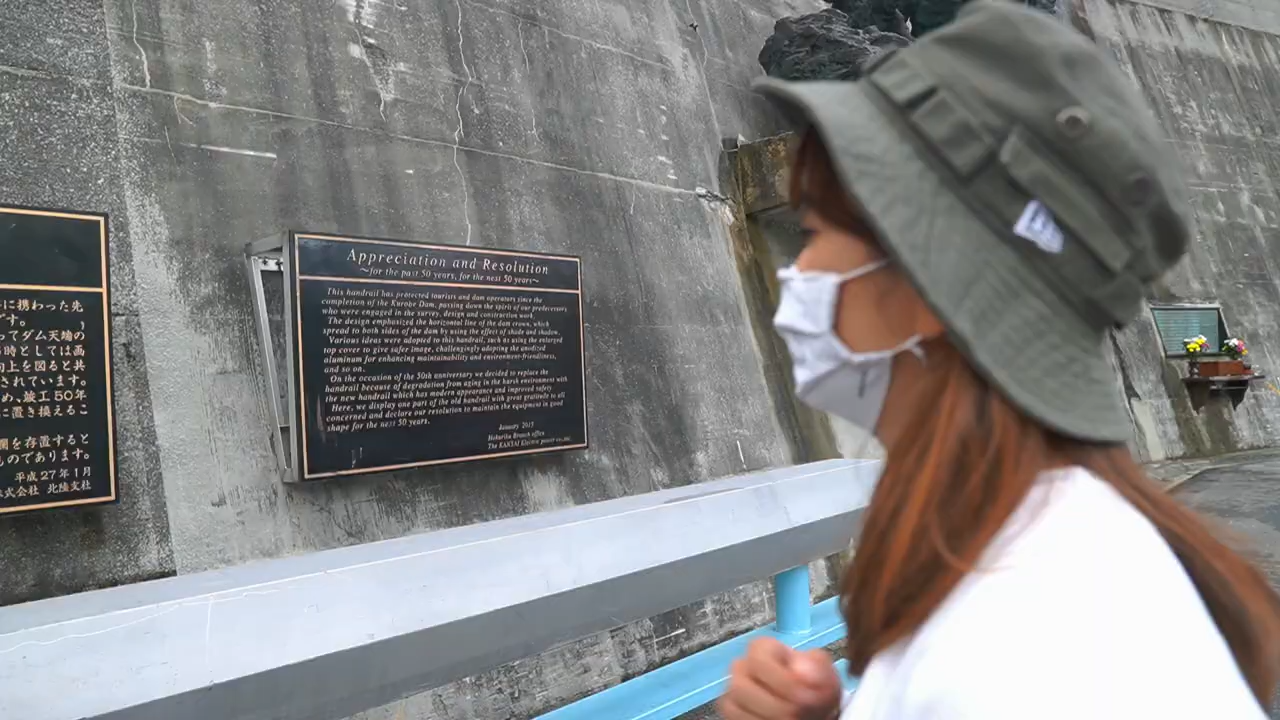 に携わった先
です。
ってダム天端の
当時としては画
向上を図ると共
されています。
め、竣工50年
に置き換えるこ
欄を存置すると
ものであります。
平成27年1月
株式会社 北陸支社
Appreciation and Resolution
～for the past 50 years, for the next 50 years～
This handrail has protected tourists and dam operators since the
completion of the Kurobe Dam, passing down the spirit of our predecessors
who were engaged in the survey, design and construction work.
The design emphasized the horizontal line of the dam crown, which
spread to both sides of the dam by using the effect of shade and shadow.
Various ideas were adopted to this handrail, such as using the enlarged
top cover to give safer image, challengingly adopting the anodized
aluminum for enhancing maintainability and environment-friendliness,
and so on.
On the occasion of the 50th anniversary we decided to replace the
handrail because of degradation from aging in the harsh environment with
the new handrail which has modern appearance and improved safety.
Here, we display one part of the old handrail with great gratitude to all
concerned and declare our resolution to maintain the equipment in good
shape for the next 50 years.
January 2015
Hokuriku Branch office
The KANSAI Electric power co.,inc.